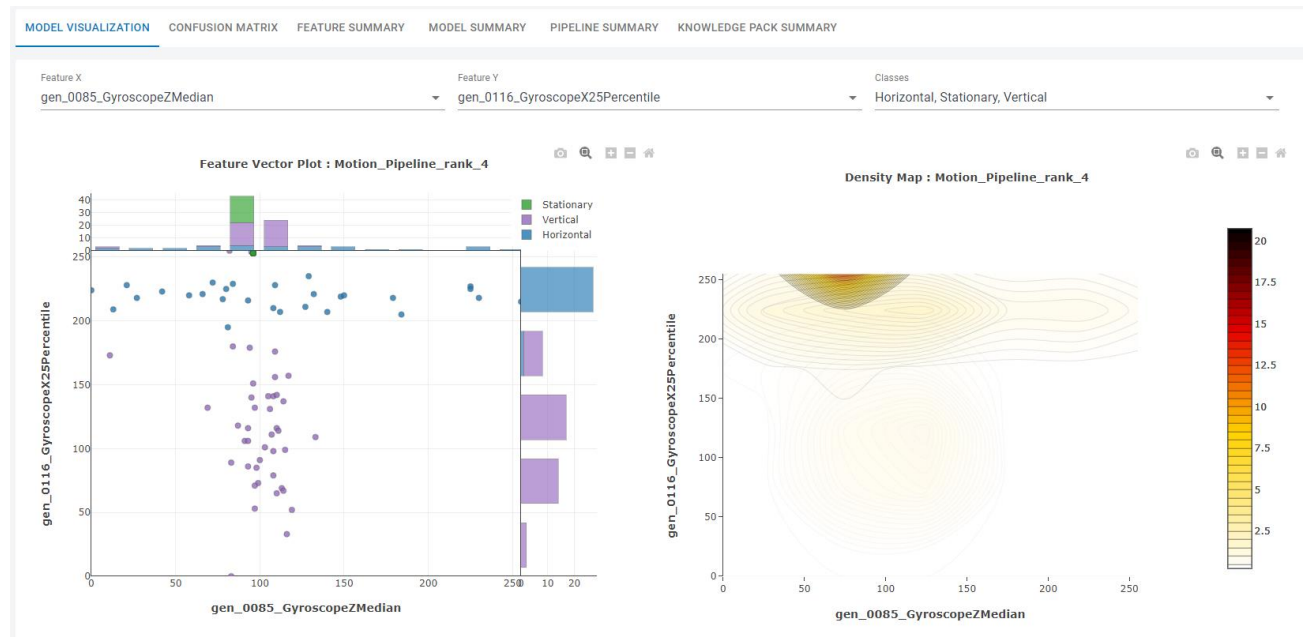 MODEL VISUALIZATION CONFUSION MATRIX FEATURE SUMMARY MODEL SUMMARY PIPELINE SUMMARY KNOWLEDGE PACK SUMMARY
Feature X
gen_0085_GyroscopeZMedian
Feature Y
gen_0116_GyroscopeX25Percentile
Classes
Horizontal, Stationary, Vertical
Feature Vector Plot : Motion_Pipeline_rank_4
40
30
20
10
0
Stationary
Vertical
Horizontal
250
200
150
100
50
0
gen_0116_GyroscopeX25Percentile
0 50 100 150 200 250
0 10 20
gen_0085_GyroscopeZMedian
Density Map : Motion_Pipeline_rank_4
250
200
150
100
50
0
gen_0116_GyroscopeX25Percentile
0 50 100 150 200 250
gen_0085_GyroscopeZMedian
20
17.5
15
12.5
10
7.5
5
2.5